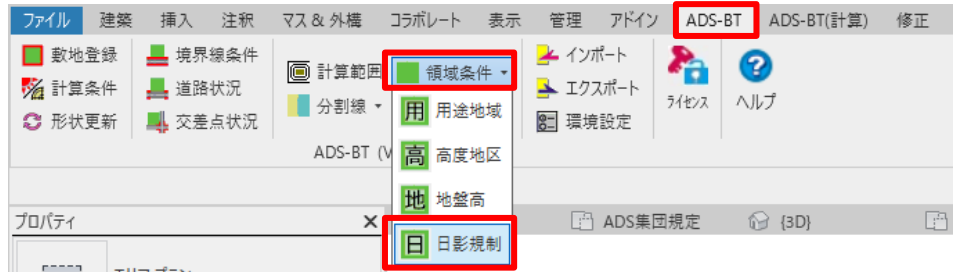 ファイル 建築 挿入 注釈 マス & 外構 コラボレート 表示 管理 アドイン ADS-BT ADS-BT(計算) 修正
敷地登録 境界線条件 計算範囲 領域条件 インポート
計算条件 道路状況 分割線 用途地域 エクスポート ライセンス ヘルプ
形状更新 交差点状況 高度地区 環境設定
ADS-BT (V
地盤高
プロパティ 日影規制 ADS集団規定 {3D}